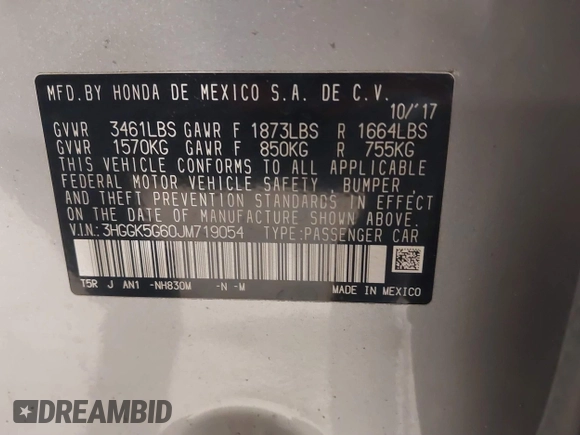 MFD.BY HONDA DE MEXICO S.A. DE C.V.
10/'17
GVWR 3461LBS GAWR F 1873LBS R 1664LBS
GVWR 1570KG GAWR F 850KG R 755KG
THIS VEHICLE CONFORMS TO ALL APPLICABLE
FEDERAL MOTOR VEHICLE SAFETY , BUMPER ,
AND THEFT PREVENTION STANDARDS IN EFFECT
ON THE DATE OF MANUFACTURE SHOWN ABOVE.
V.I.N.: 3HGGK5G60JM719054 TYPE:PASSENGER CAR
T5R J AN1 -NH830M -N -M MADE IN MEXICO
DREAMBID